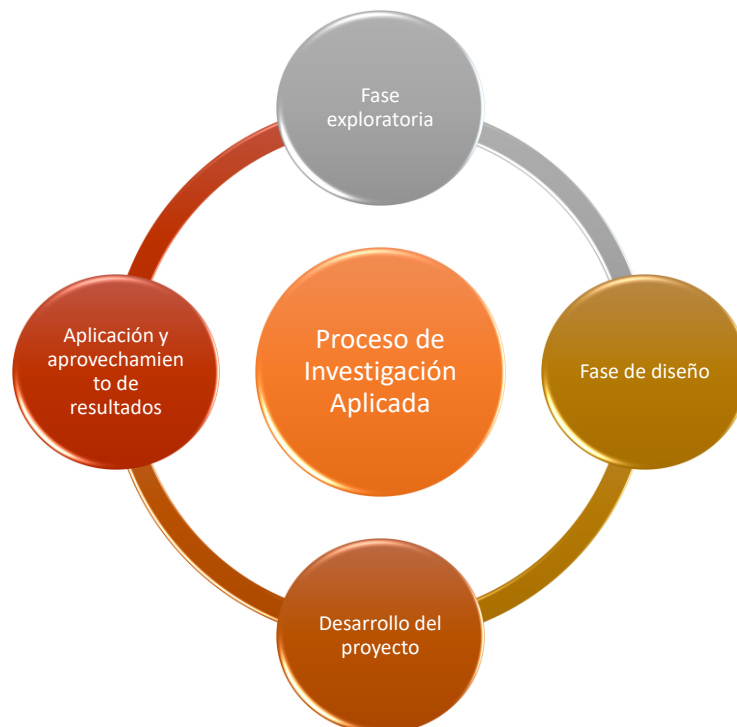 Fase
exploratoria
Aplicación y
aprovechamien
to de
resultados
Proceso de
Investigación
Aplicada
Fase de diseño
Desarrollo del
proyecto